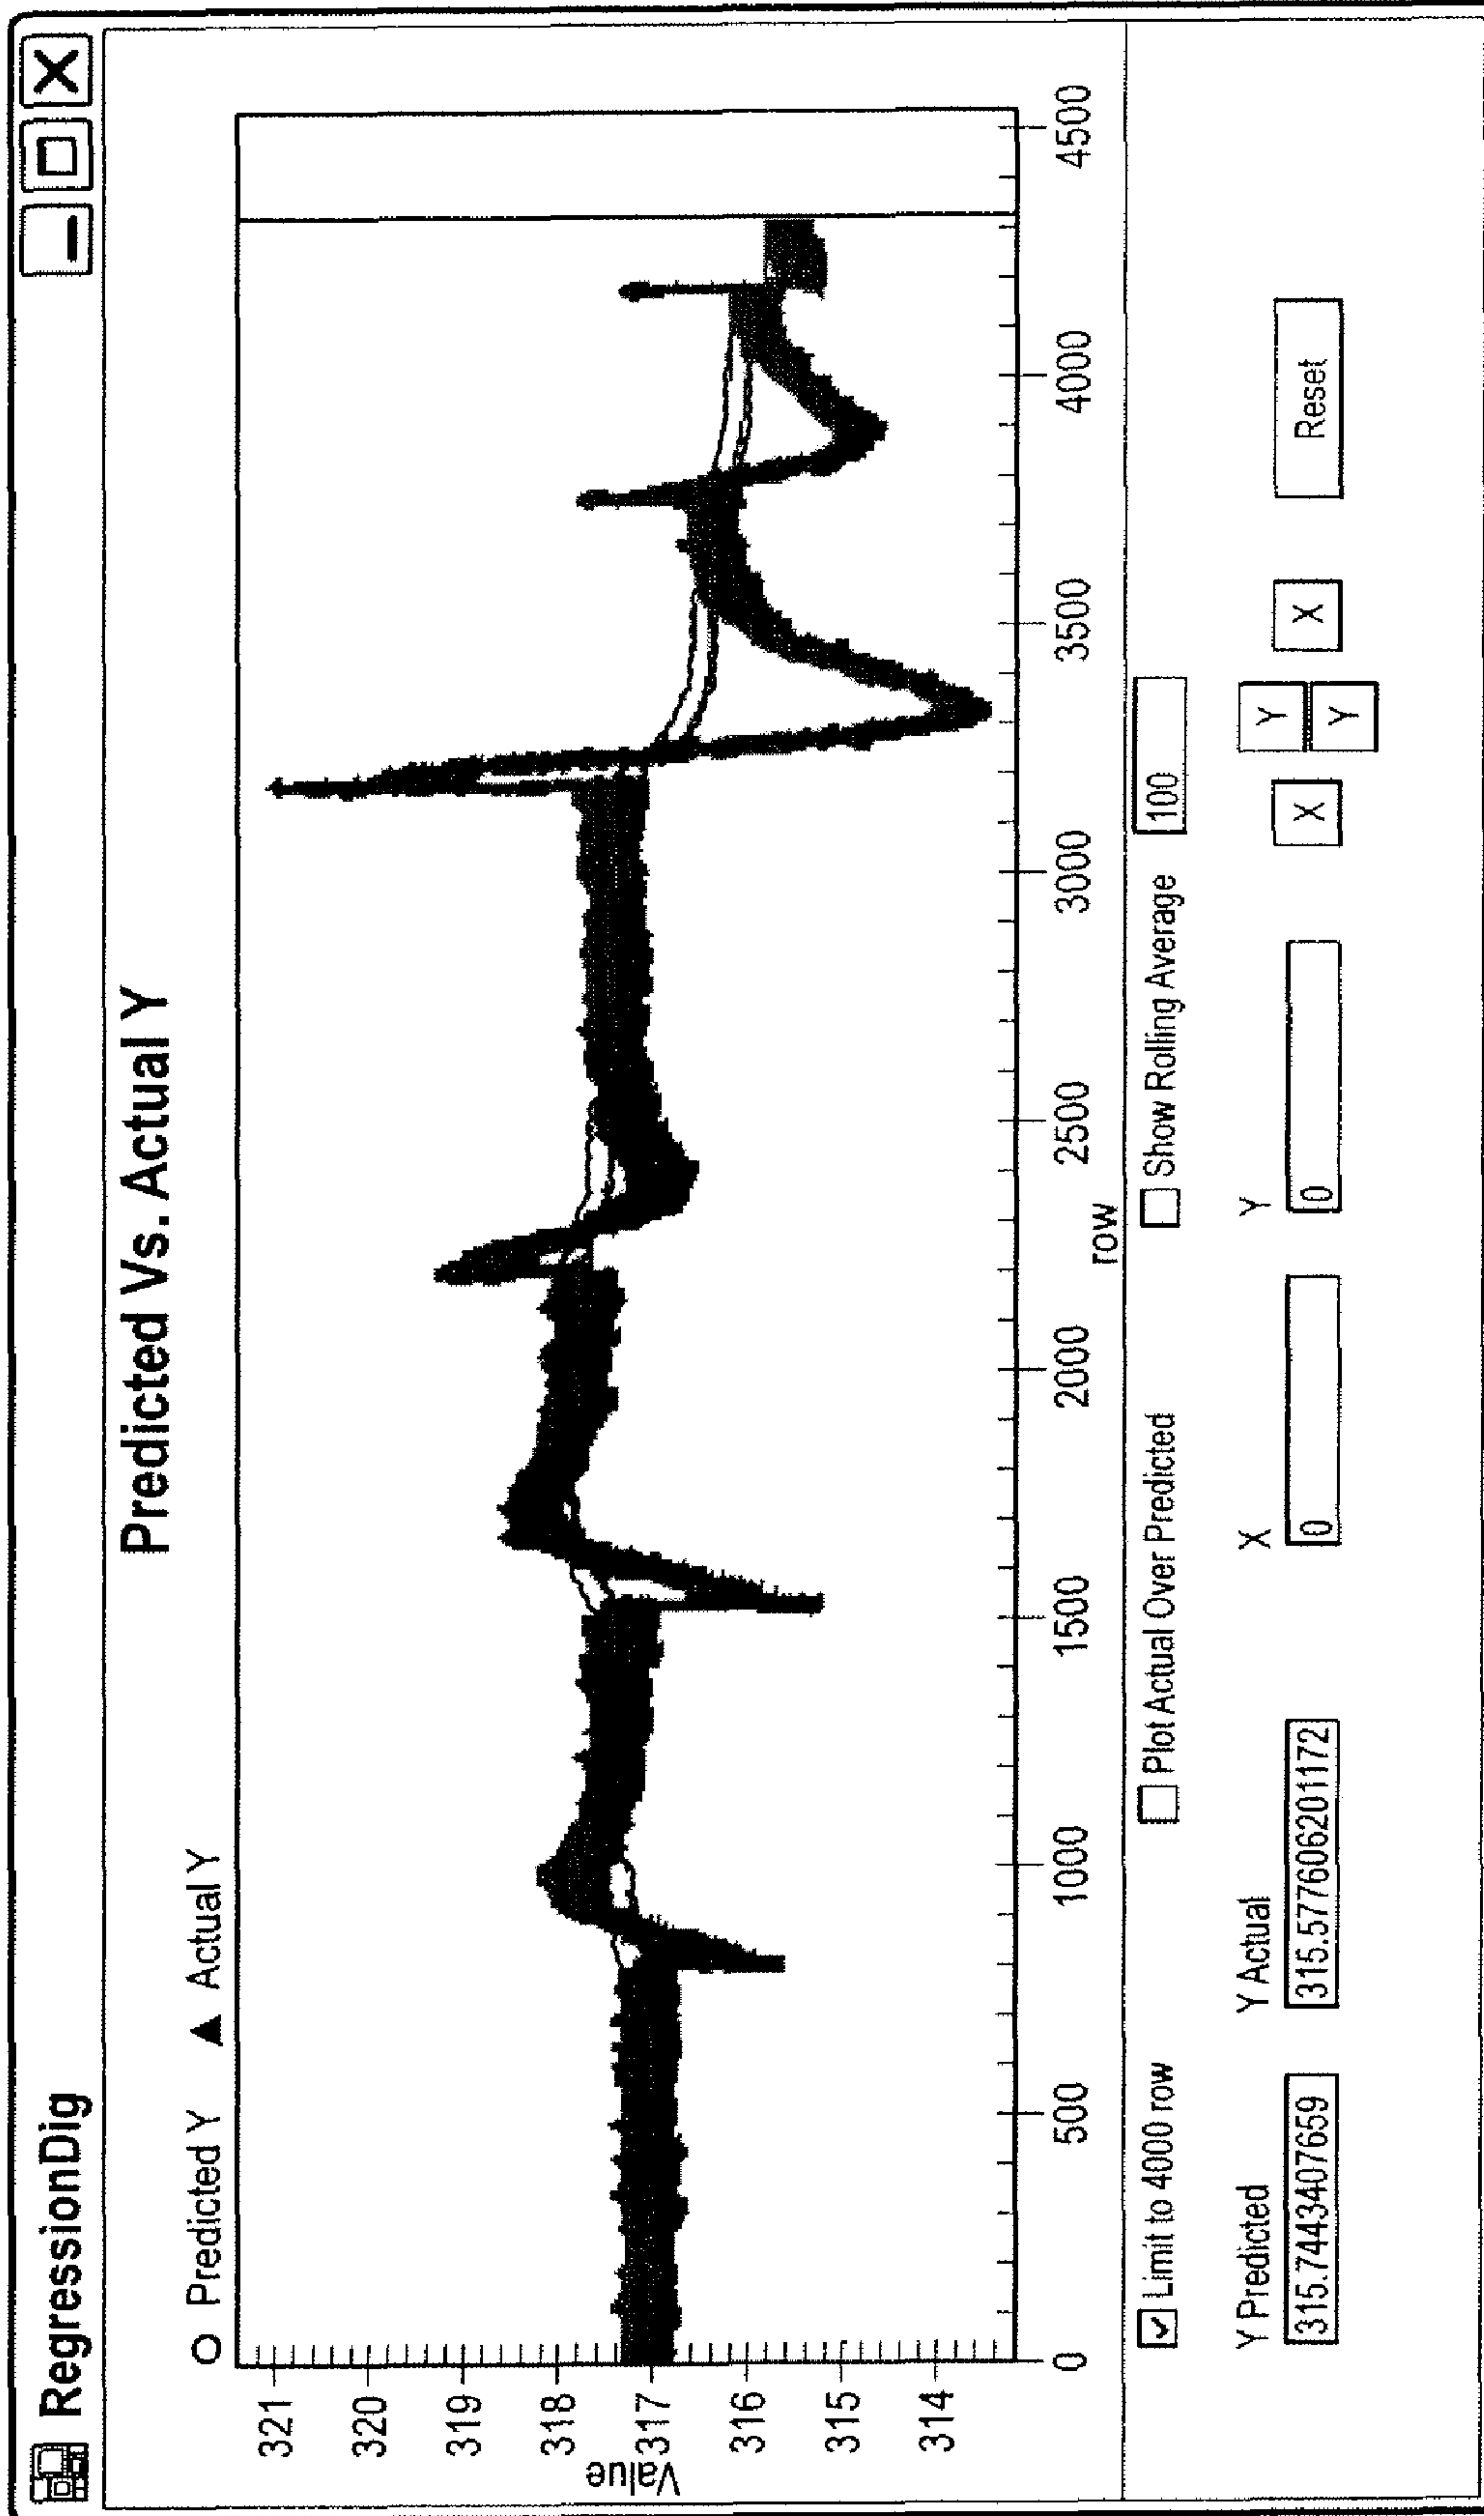 RegressionDig
Predicted Vs. Actual Y
Predicted Y Actual Y
Value
321
320
319
318
317
316
315
314
0 500 1000 1500 2000 2500 3000 3500 4000 4500
row
Limit to 4000 row Plot Actual Over Predicted Show Rolling Average 100
Y Predicted Y Actual X Y
315.7443407659 315.577606201172 0 0
X Y Y X Reset